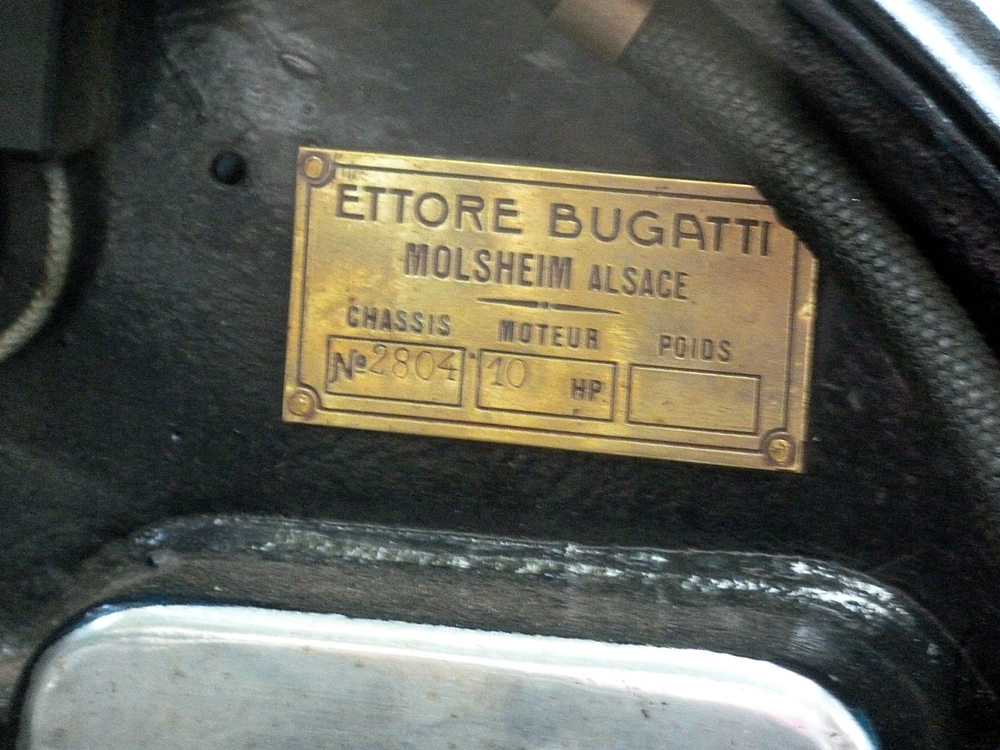 ETTORE BUGATTI
MOLSHEIM ALSACE
CHASSIS MOTEUR POIDS
Nº 2804 10 HP